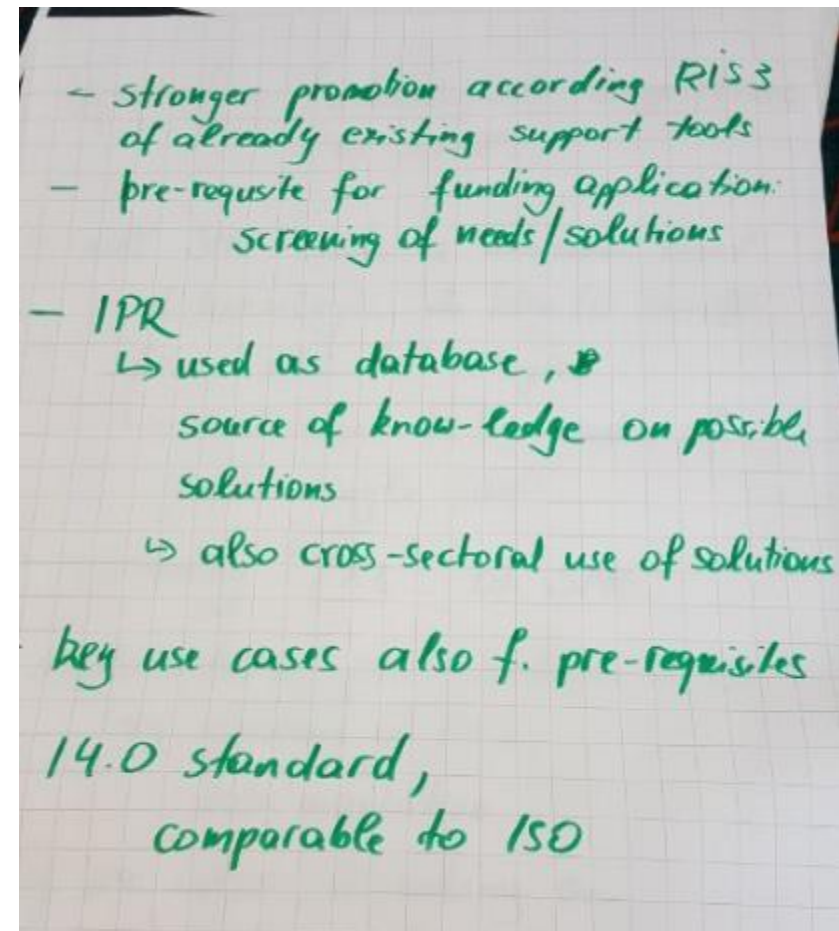 - stronger promotion according RIS3
of already existing support tools
- pre-requsite for funding application:
screening of needs/solutions
- IPR
↳ used as database,
source of know-ledge on possible
solutions
↳ also cross-sectoral use of solutions
key use cases also f. pre-requisites
I4.0 standard,
comparable to ISO